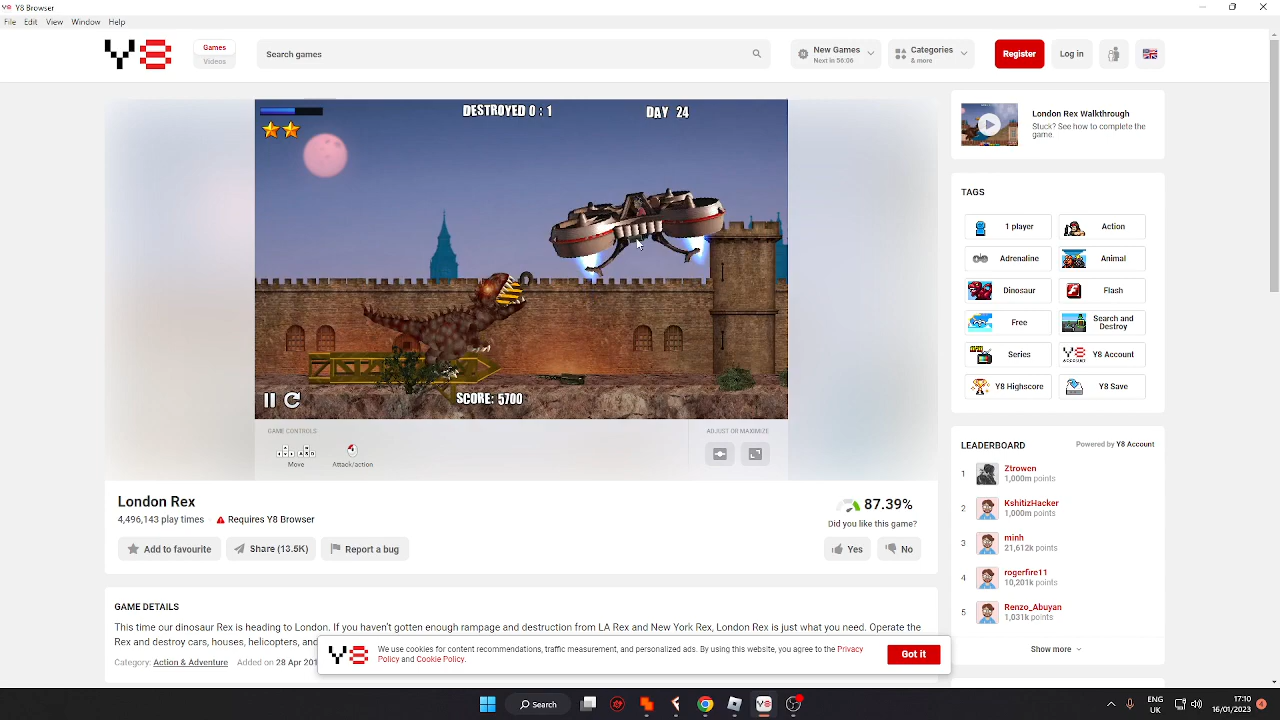 Y8 Browser
File Edit View Window Help
Y8
Games
Videos
Search games
New Games
Next in 56:06
Categories
& more
Register
Log in
DESTROYED 0 : 1
DAY 24
SCORE: 5700
GAME CONTROLS
Move
Attack/action
ADJUST OR MAXIMIZE
London Rex
4,496,143 play times
Requires Y8 Browser
87.39%
Did you like this game?
Add to favourite
Share (13.5K)
Report a bug
Yes
No
GAME DETAILS
This time our dinosaur Rex is heading to London. If you haven't gotten enough rampage and destruction from LA Rex and New York Rex, London Rex is just what you need. Operate the
Rex and destroy cars, houses, helicopters, and
Category: Action & Adventure Added on 28 Apr 201
London Rex Walkthrough
Stuck? See how to complete the
game.
TAGS
1 player
Action
Adrenaline
Animal
Dinosaur
Flash
Free
Search and
Destroy
Series
Y8 Account
Y8 Highscore
Y8 Save
LEADERBOARD
Powered by Y8 Account
1 Ztrowen
1,000m points
2 KshitizHacker
1,000m points
3 minh
21,612k points
4 rogerfire11
10,201k points
5 Renzo_Abuyan
1,031k points
Show more
Y8
We use cookies for content recommendations, traffic measurement, and personalized ads. By using this website, you agree to the Privacy
Policy and Cookie Policy.
Got it
Search
ENG
UK
17:30
16/01/2023